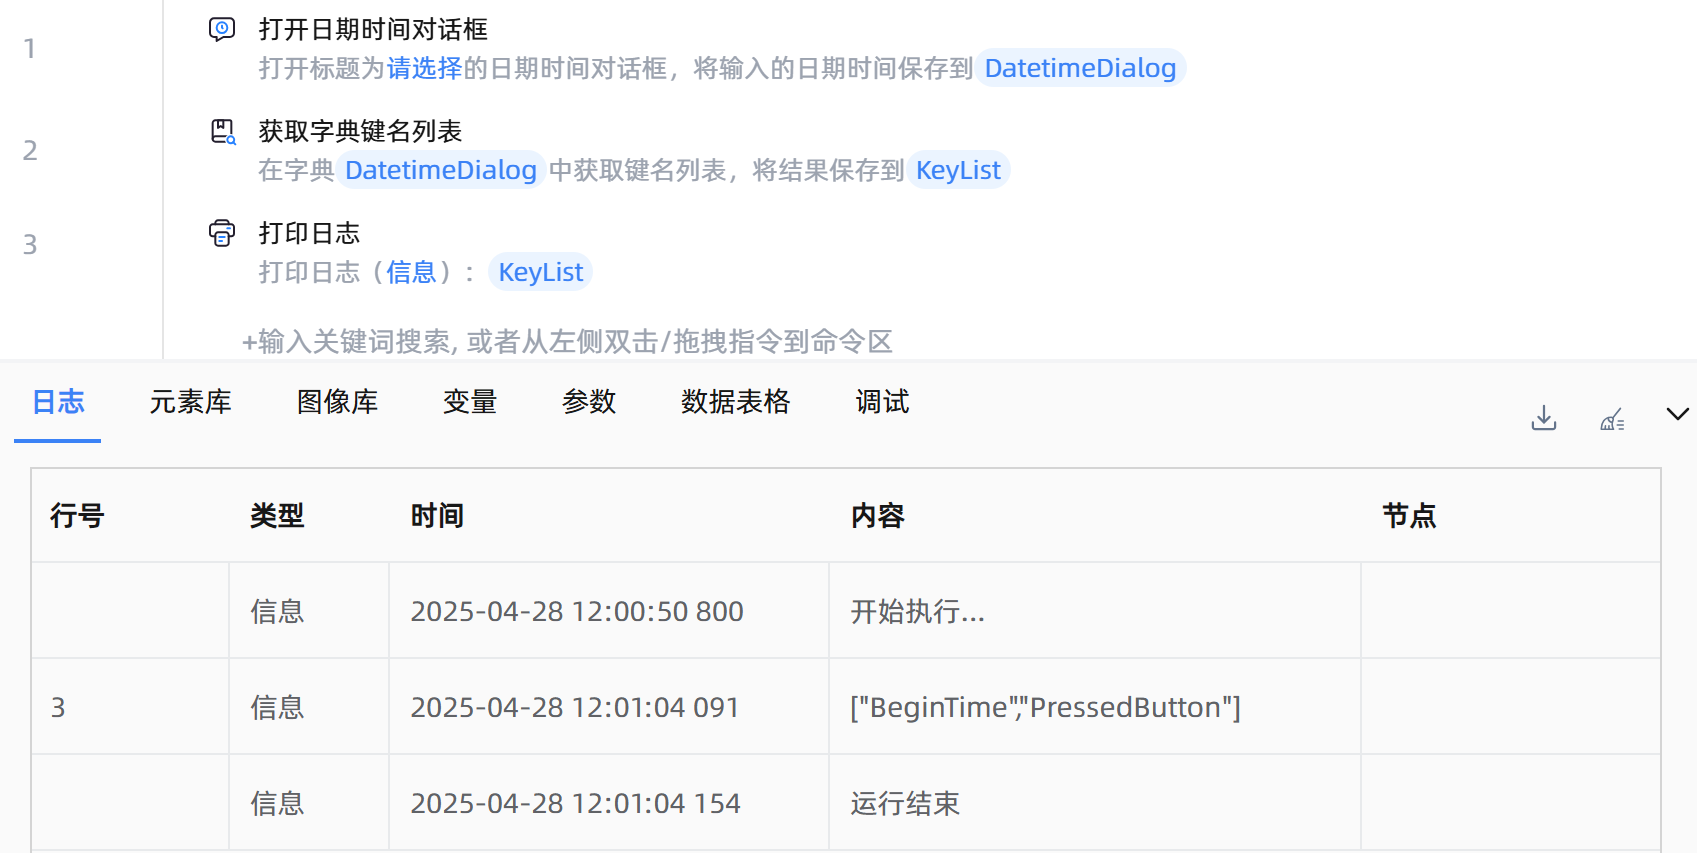 1
打开日期时间对话框
打开标题为请选择的日期时间对话框，将输入的日期时间保存到 DatetimeDialog
2
获取字典键名列表
在字典 DatetimeDialog 中获取键名列表，将结果保存到 KeyList
3
打印日志
打印日志（信息）： KeyList
+输入关键词搜索, 或者从左侧双击/拖拽指令到命令区
日志 元素库 图像库 变量 参数 数据表格 调试
行号 类型 时间 内容 节点
信息 2025-04-28 12:00:50 800 开始执行...
3 信息 2025-04-28 12:01:04 091 ["BeginTime","PressedButton"]
信息 2025-04-28 12:01:04 154 运行结束